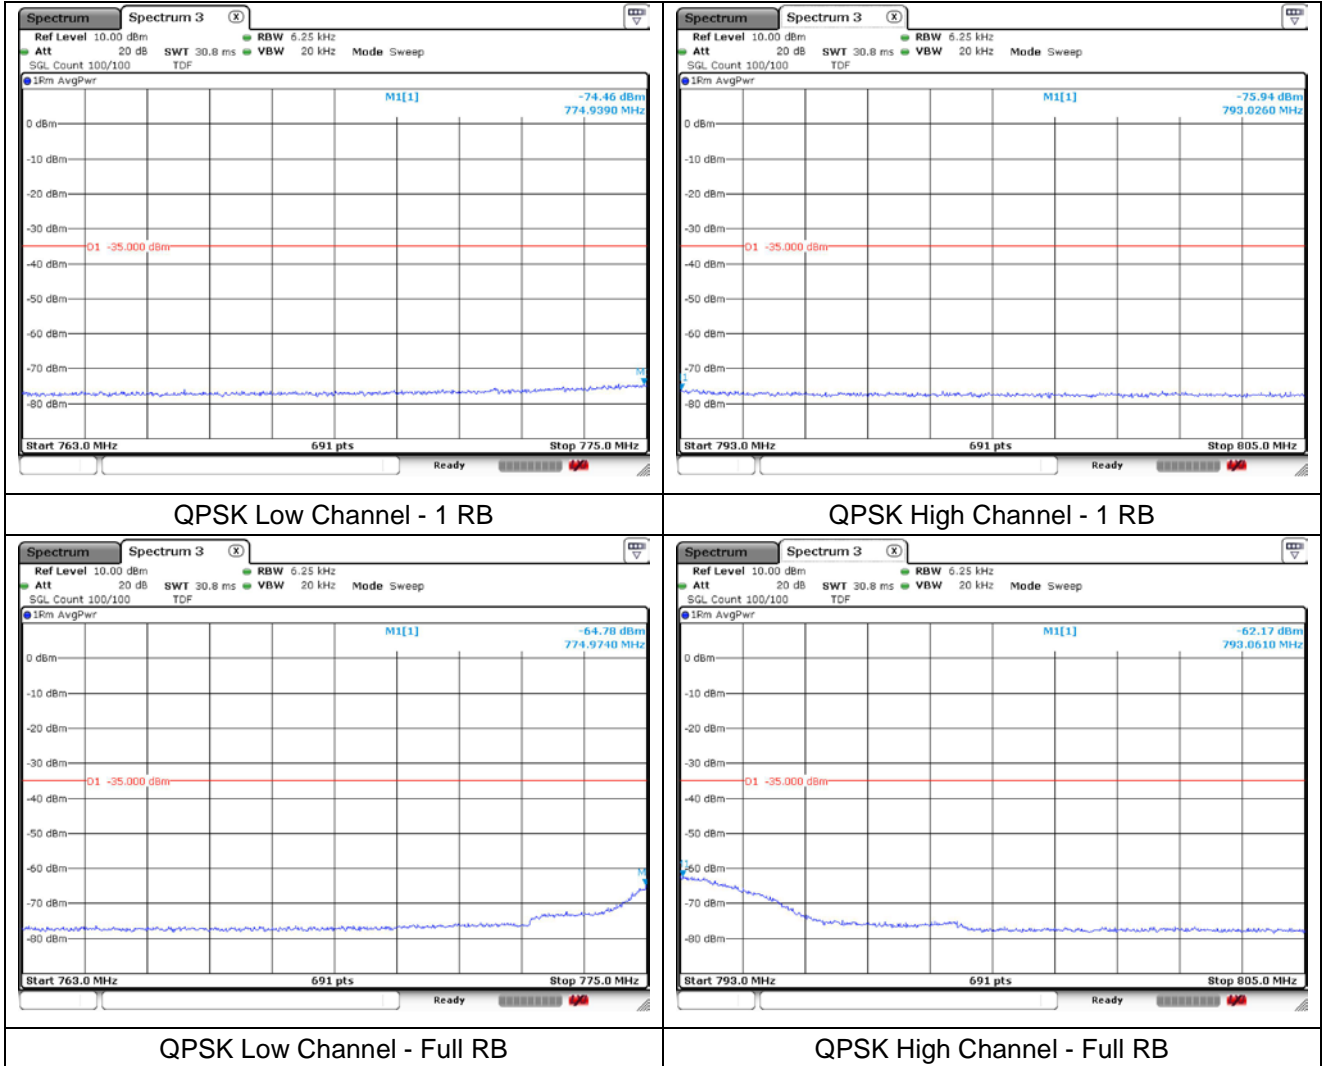 Spectrum Spectrum 3 X
Ref Level 10.00 dBm RBW 6.25 kHz
Att 20 dB SWT 30.8 ms VBW 20 kHz Mode Sweep
SGL Count 100/100 TDF
1Rm AvgPwr
M1[1] -74.46 dBm
774.9390 MHz
0 dBm
-10 dBm
-20 dBm
-30 dBm
D1 -35.000 dBm
-40 dBm
-50 dBm
-60 dBm
-70 dBm
M
-80 dBm
Start 763.0 MHz 691 pts Stop 775.0 MHz
Ready
QPSK Low Channel - 1 RB
Spectrum Spectrum 3 X
Ref Level 10.00 dBm RBW 6.25 kHz
Att 20 dB SWT 30.8 ms VBW 20 kHz Mode Sweep
SGL Count 100/100 TDF
1Rm AvgPwr
M1[1] -75.94 dBm
793.0260 MHz
0 dBm
-10 dBm
-20 dBm
-30 dBm
D1 -35.000 dBm
-40 dBm
-50 dBm
-60 dBm
-70 dBm
1
-80 dBm
Start 793.0 MHz 691 pts Stop 805.0 MHz
Ready
QPSK High Channel - 1 RB
Spectrum Spectrum 3 X
Ref Level 10.00 dBm RBW 6.25 kHz
Att 20 dB SWT 30.8 ms VBW 20 kHz Mode Sweep
SGL Count 100/100 TDF
1Rm AvgPwr
M1[1] -64.78 dBm
774.9740 MHz
0 dBm
-10 dBm
-20 dBm
-30 dBm
D1 -35.000 dBm
-40 dBm
-50 dBm
-60 dBm
M
-70 dBm
-80 dBm
Start 763.0 MHz 691 pts Stop 775.0 MHz
Ready
QPSK Low Channel - Full RB
Spectrum Spectrum 3 X
Ref Level 10.00 dBm RBW 6.25 kHz
Att 20 dB SWT 30.8 ms VBW 20 kHz Mode Sweep
SGL Count 100/100 TDF
1Rm AvgPwr
M1[1] -62.17 dBm
793.0610 MHz
0 dBm
-10 dBm
-20 dBm
-30 dBm
D1 -35.000 dBm
-40 dBm
-50 dBm
1
-60 dBm
-70 dBm
-80 dBm
Start 793.0 MHz 691 pts Stop 805.0 MHz
Ready
QPSK High Channel - Full RB